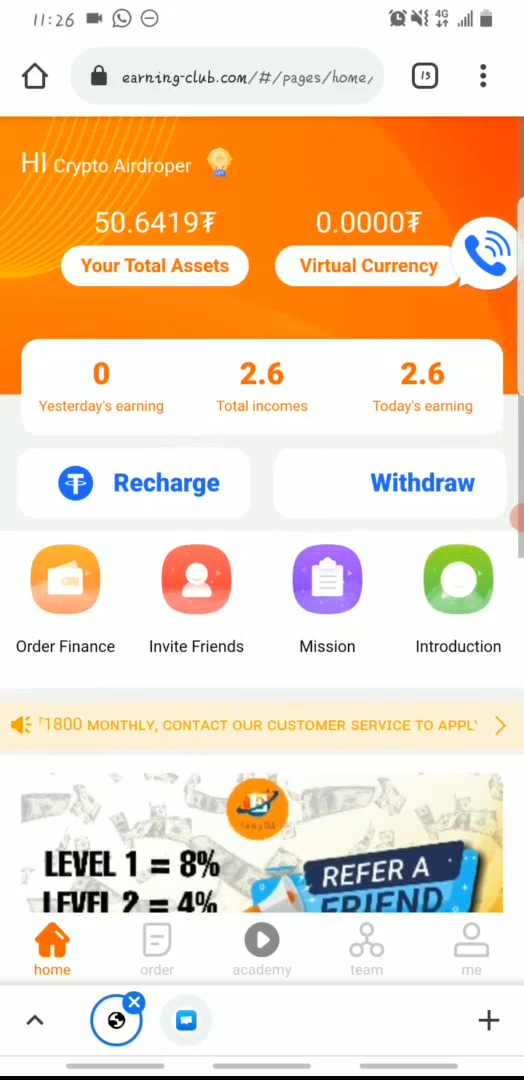 11:26
4G
earning-club.com/#/pages/home/
15
HI Crypto Airdroper
50.6419₮
0.0000₮
Your Total Assets
Virtual Currency
0
2.6
2.6
Yesterday's earning
Total incomes
Today's earning
Recharge
Withdraw
Order Finance
Invite Friends
Mission
Introduction
1800 MONTHLY, CONTACT OUR CUSTOMER SERVICE TO APPL
LEVEL 1 = 8%
REFER A
LEVEL 2 = 4%
FRIEND
home
order
academy
team
me